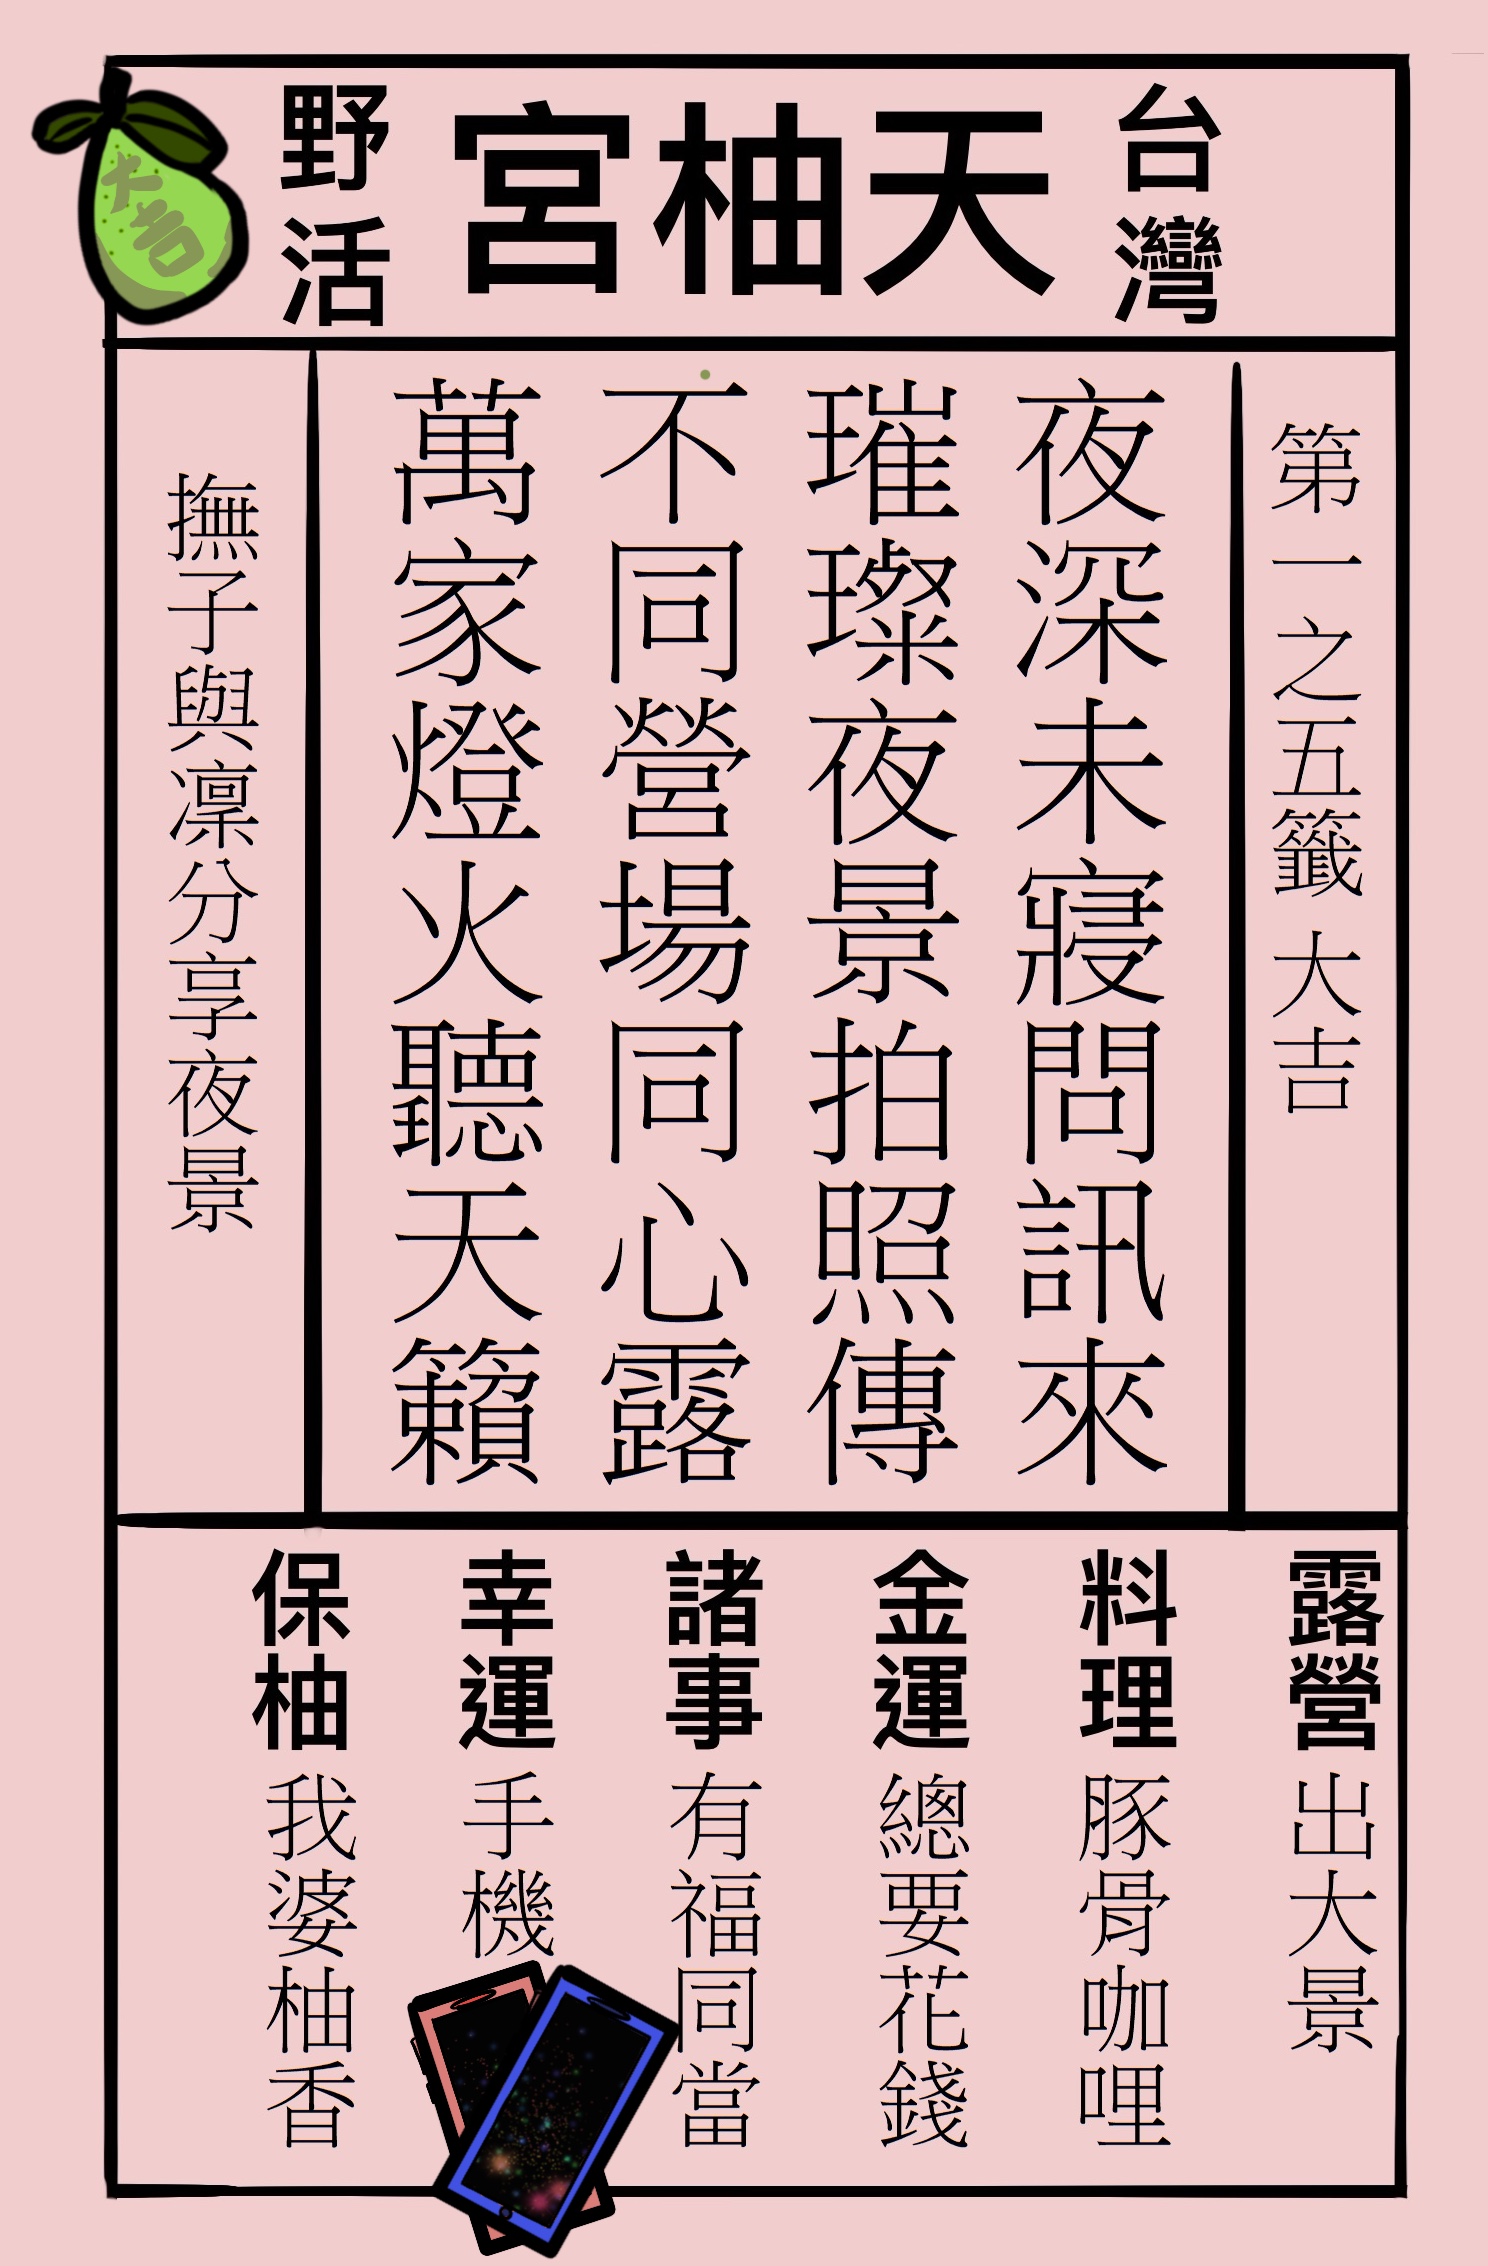 台灣
天柚宮
野活
大吉
第一之五籤 大吉
夜深未寢問訊來
璀璨夜景拍照傳
不同營場同心露
萬家燈火聽天籟
撫子與凜分享夜景
露營
出大景
料理
豚骨咖哩
金運
總要花錢
諸事
有福同當
幸運
手機
保柚
我婆柚香